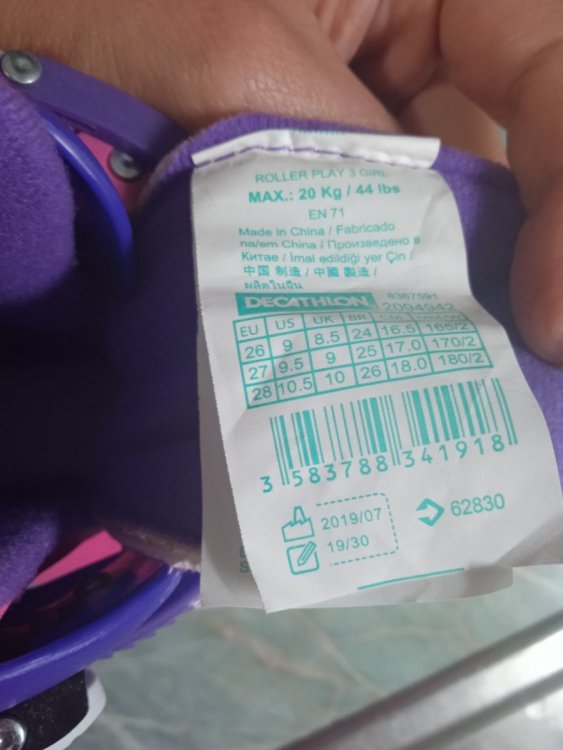 ROLLER PLAY 3 GIRL
MAX.: 20 Kg / 44 lbs
EN 71
Made in China / Fabricado
na/em China / Произведено в
Китае / İmal edildiği yer Çin /
中国 制造 / 中國 製造 /
ผลิตในจีน
DECATHLON 8367591
2094942
EU US UK BR CM
26 9 8.5 24 16.5 165/2
27 9.5 9 25 17.0 170/2
28 10.5 10 26 18.0 180/2
3 583788 341918
2019/07
62830
19/30